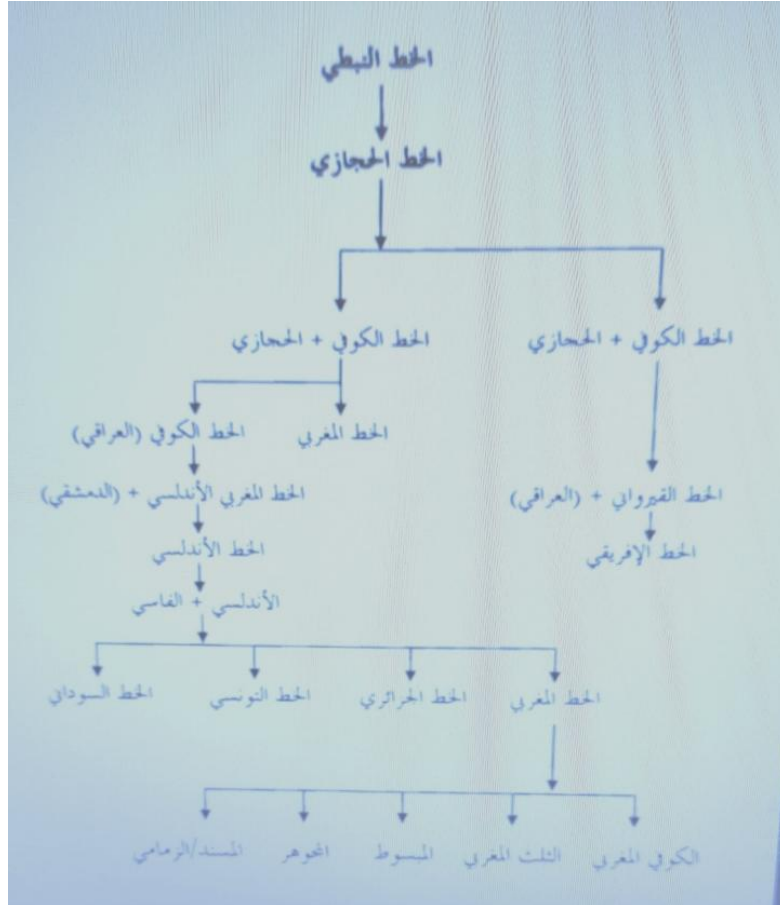 الخط النبطي
الخط الحجازي
الخط الكوفي + الحجازي
الخط الكوفي + الحجازي
الخط المغربي
الخط الكوفي (العراقي)
الخط القيرواني + (العراقي)
الخط المغربي الأندلسي + (الدمشقي)
الخط الإفريقي
الخط الأندلسي
الأندلسي + الفاسي
الخط المغربي
الخط الجزائري
الخط التونسي
الخط السوداني
الكوفي المغربي
الثلث المغربي
المبسوط
المجوهر
المسند/الزمامي